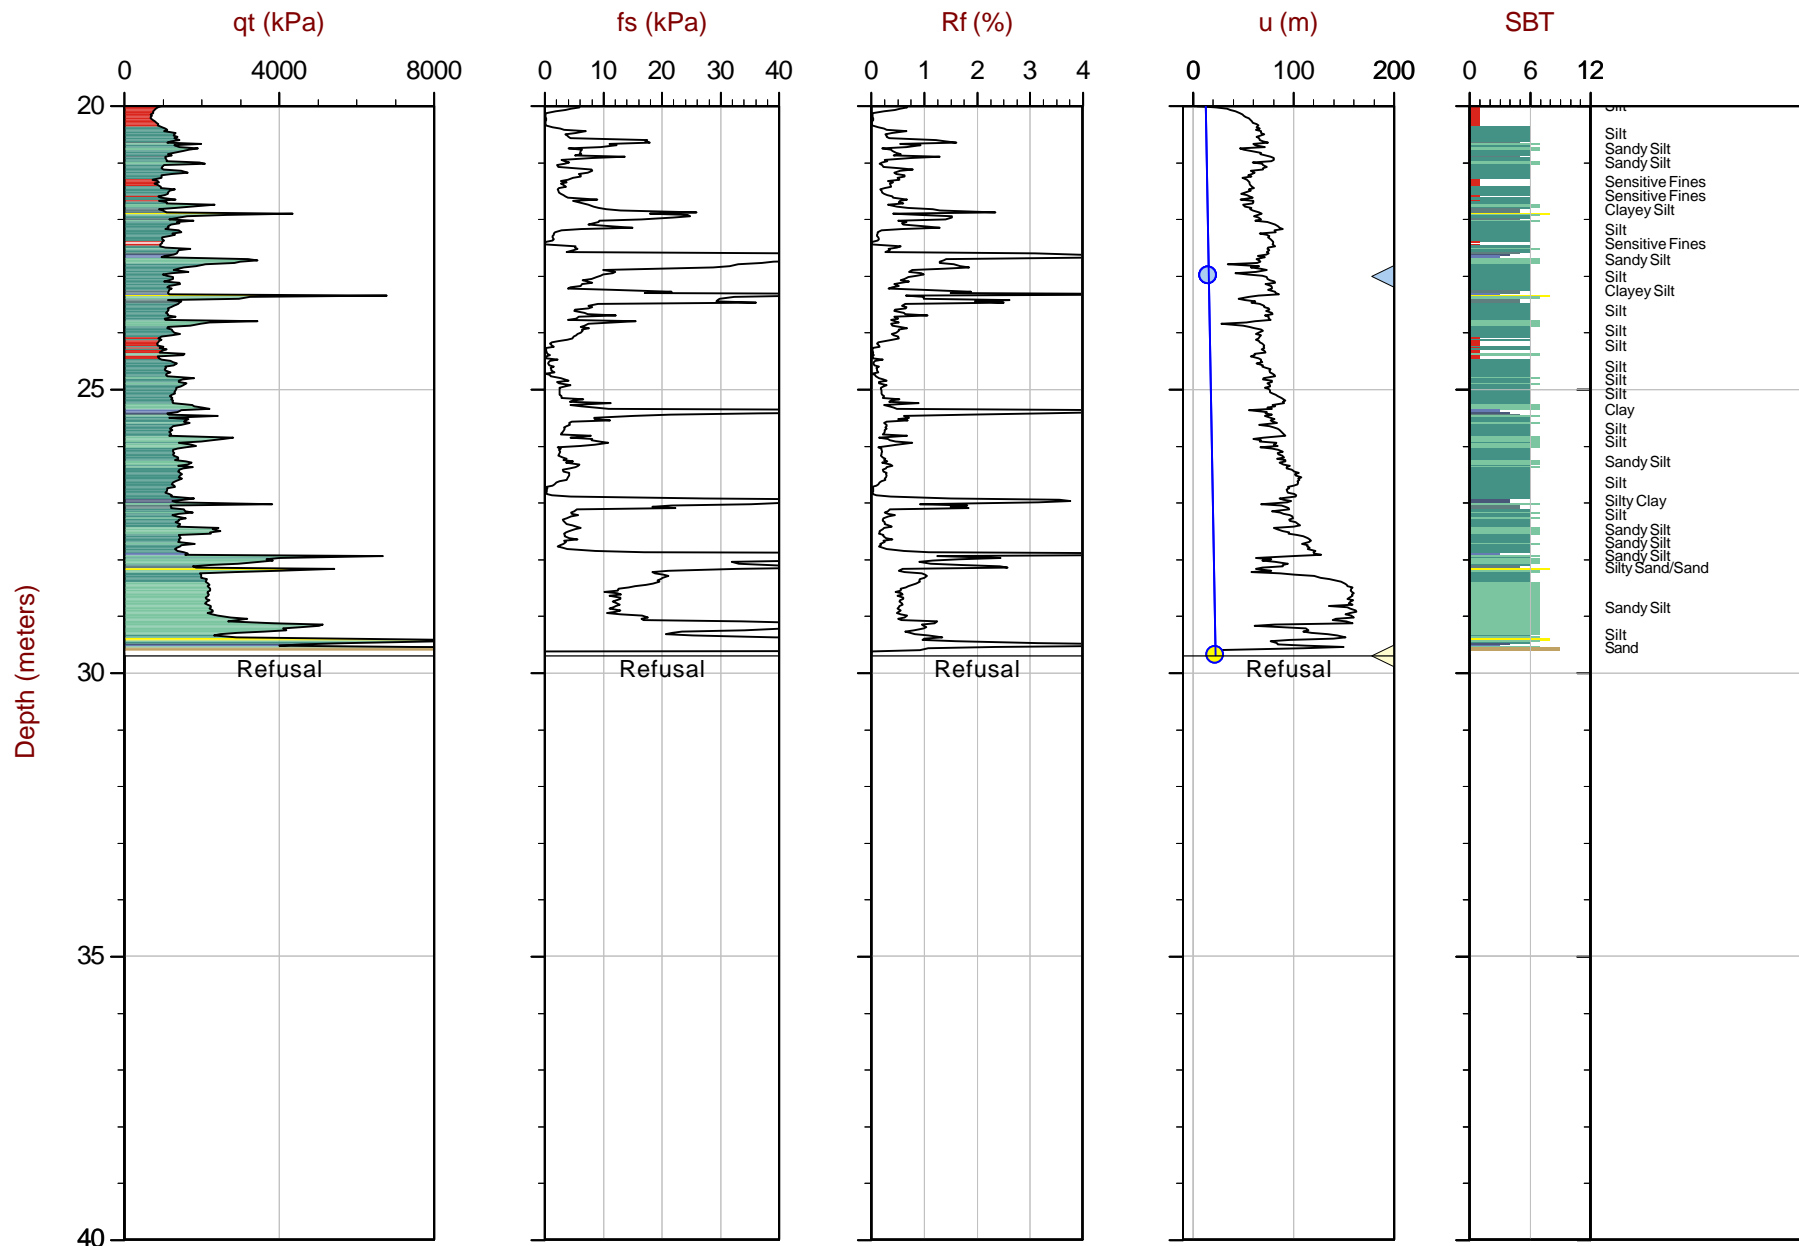 qt (kPa) fs (kPa) Rf (%) u (m) SBT
0 4000 8000 0 10 20 30 40 0 1 2 3 4 0 100 200 0 6 12
20
Silt
Silt
Sandy Silt
Sandy Silt
Sensitive Fines
Sensitive Fines
Clayey Silt
Silt
Sensitive Fines
Sandy Silt
Silt
Clayey Silt
Silt
Silt
Silt
Silt
Silt
25
Silt
Clay
Silt
Silt
Sandy Silt
Silt
Silty Clay
Silt
Sandy Silt
Sandy Silt
Sandy Silt
Silty Sand/Sand
Sandy Silt
Silt
Sand
Refusal Refusal Refusal Refusal
30
Depth (meters)
35
40